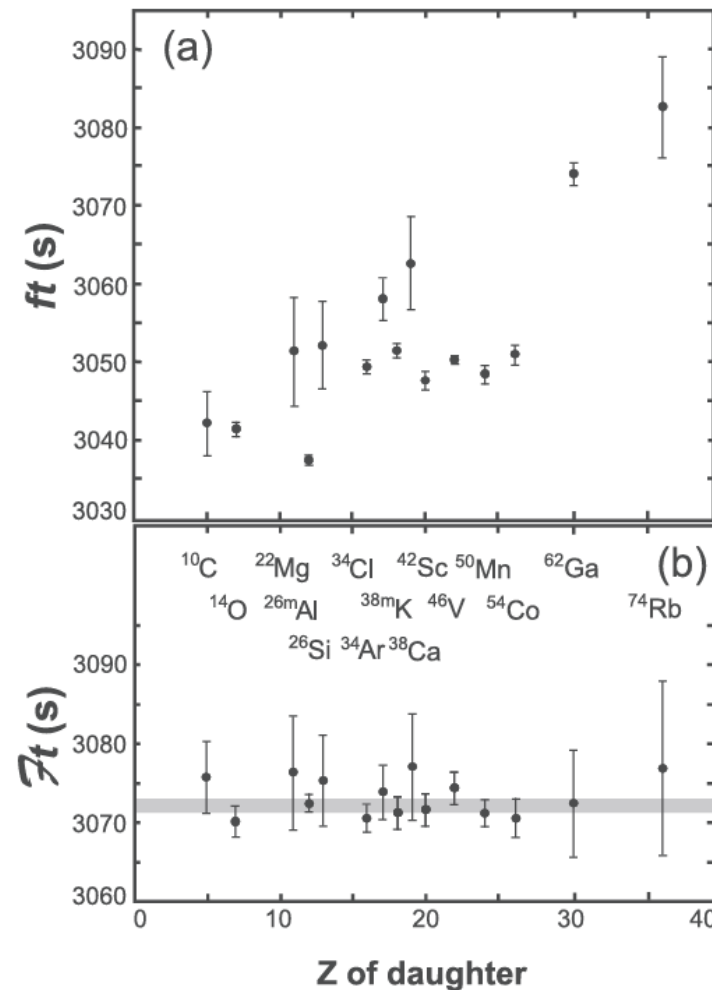 (a)
3090
3080
3070
3060
3050
3040
3030
ft (s)
(b)
¹⁰C ²²Mg ³⁴Cl ⁴²Sc ⁵⁰Mn ⁶²Ga
¹⁴O ²⁶ᵐAl ³⁸ᵐK ⁴⁶V ⁵⁴Co ⁷⁴Rb
²⁶Si ³⁴Ar ³⁸Ca
3090
3080
3070
3060
ℱt (s)
0 10 20 30 40
Z of daughter